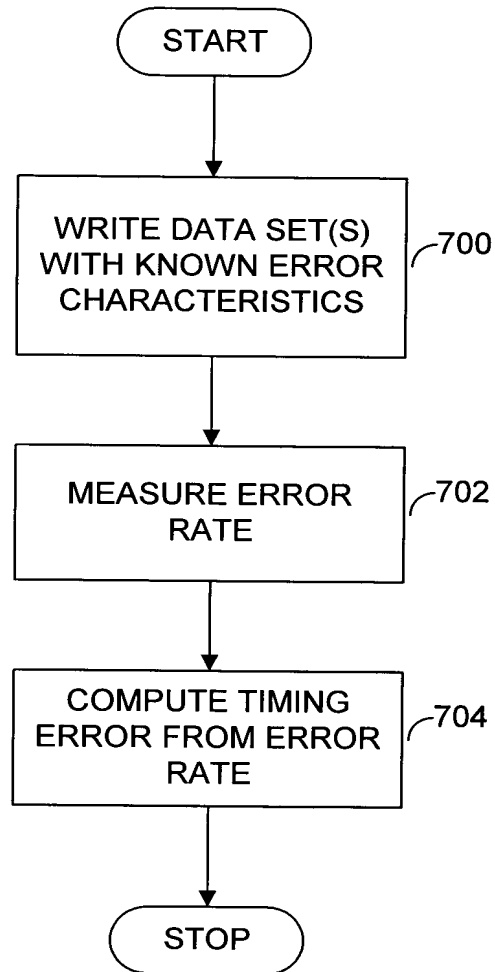 START
WRITE DATA SET(S)
WITH KNOWN ERROR
CHARACTERISTICS
700
MEASURE ERROR
RATE
702
COMPUTE TIMING
ERROR FROM ERROR
RATE
704
STOP